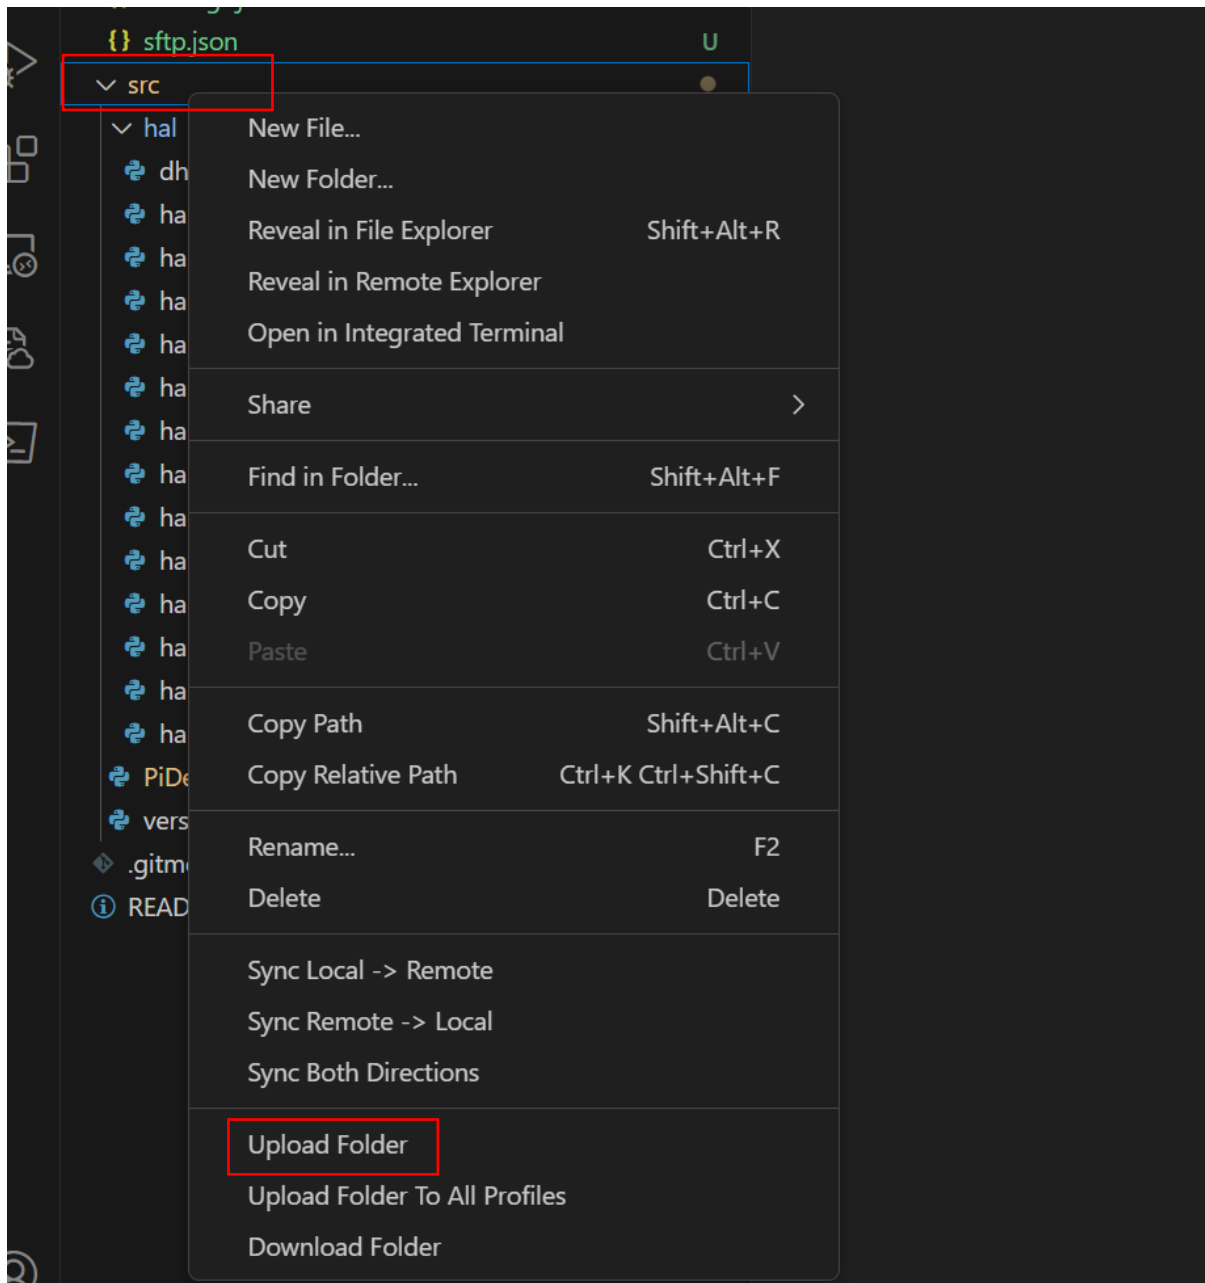 {} sftp.json U
src
hal
New File...
dh
New Folder...
ha
Reveal in File Explorer Shift+Alt+R
ha
Reveal in Remote Explorer
ha
Open in Integrated Terminal
ha
ha
Share
ha
ha
Find in Folder... Shift+Alt+F
ha
Cut Ctrl+X
ha
Copy Ctrl+C
ha
Paste Ctrl+V
ha
ha
Copy Path Shift+Alt+C
ha
Copy Relative Path Ctrl+K Ctrl+Shift+C
PiDe
vers
Rename... F2
.gitm
Delete Delete
READ
Sync Local -> Remote
Sync Remote -> Local
Sync Both Directions
Upload Folder
Upload Folder To All Profiles
Download Folder